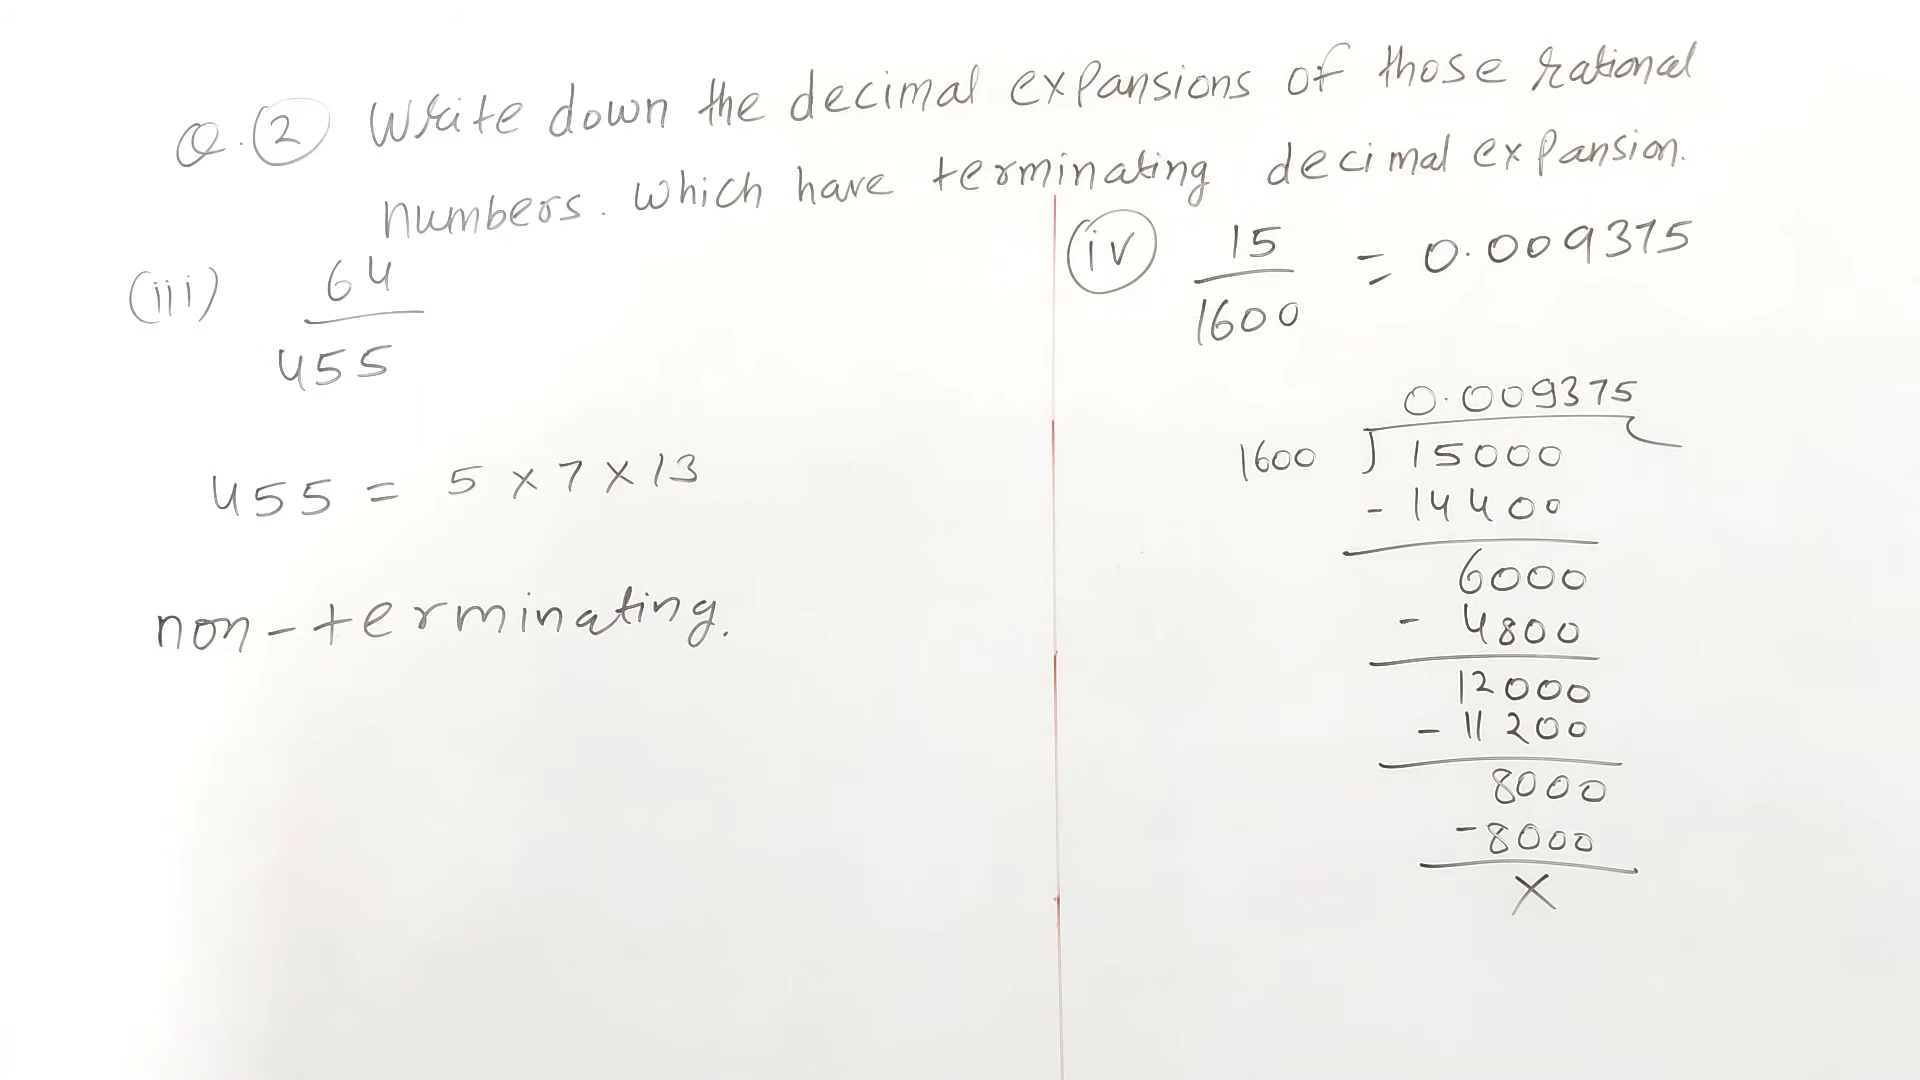 Q. 2 Write down the decimal expansions of those rational
numbers. which have terminating decimal expansion.
(iii) 64
455
455 = 5 × 7 × 13
non-terminating.
(iv) 15 = 0.009375
1600
0.009375
1600 ) 15000
- 14400
6000
- 4800
12000
- 11200
8000
- 8000
×